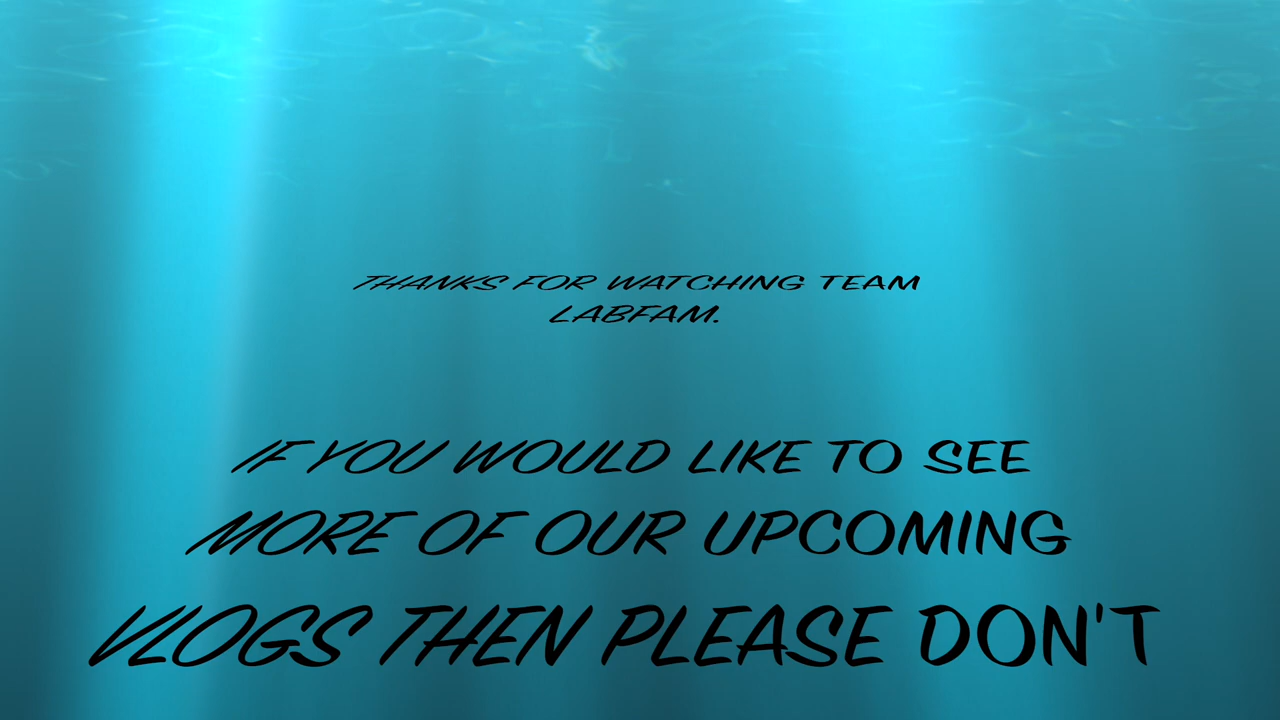 THANKS FOR WATCHING TEAM
LABFAM.
IF YOU WOULD LIKE TO SEE
MORE OF OUR UPCOMING
VLOGS THEN PLEASE DON'T